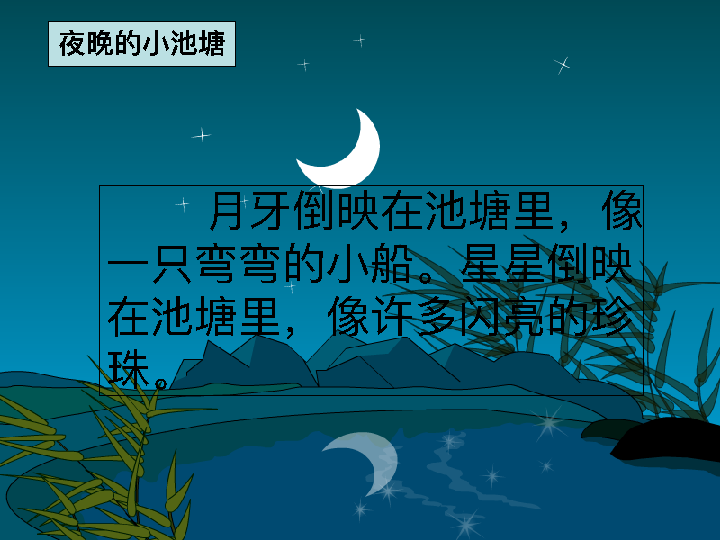 夜晚的小池塘
月牙倒映在池塘里，像
一只弯弯的小船。星星倒映
在池塘里，像许多闪亮的珍
珠。